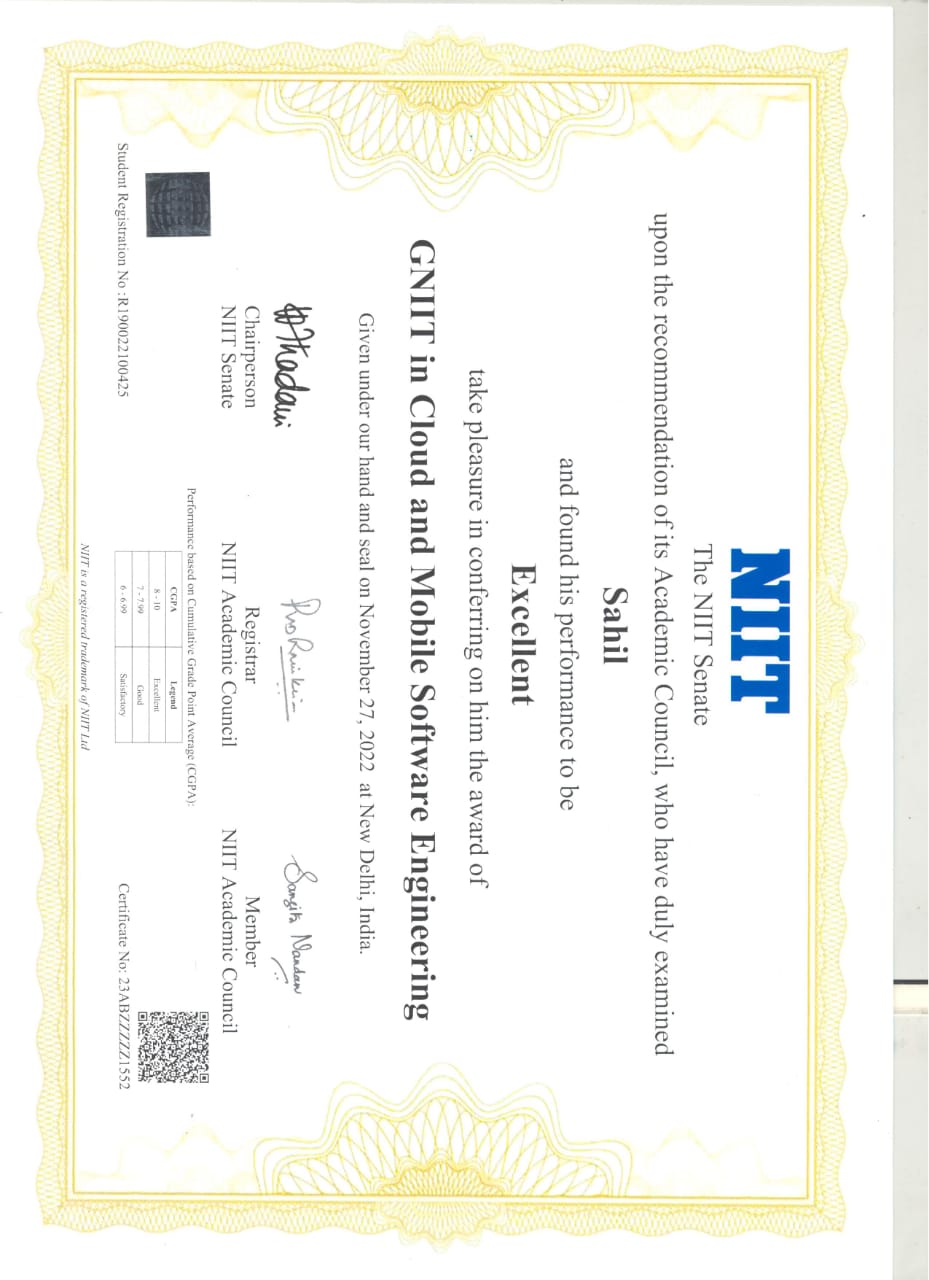 NIIT
The NIIT Senate
upon the recommendation of its Academic Council, who have duly examined
Sahil
and found his performance to be
Excellent
take pleasure in conferring on him the award of
GNIIT in Cloud and Mobile Software Engineering
Given under our hand and seal on November 27, 2022 at New Delhi, India.
Chairperson
NIIT Senate
Registrar
NIIT Academic Council
Sangita Nandan
Member
NIIT Academic Council
Performance based on Cumulative Grade Point Average (CGPA):
CGPA Legend
8 - 10 Excellent
7 - 7.99 Good
6 - 6.99 Satisfactory
Student Registration No :R190022100425
Certificate No: 23ABZZZZZ1552
NIIT is a registered trademark of NIIT Ltd